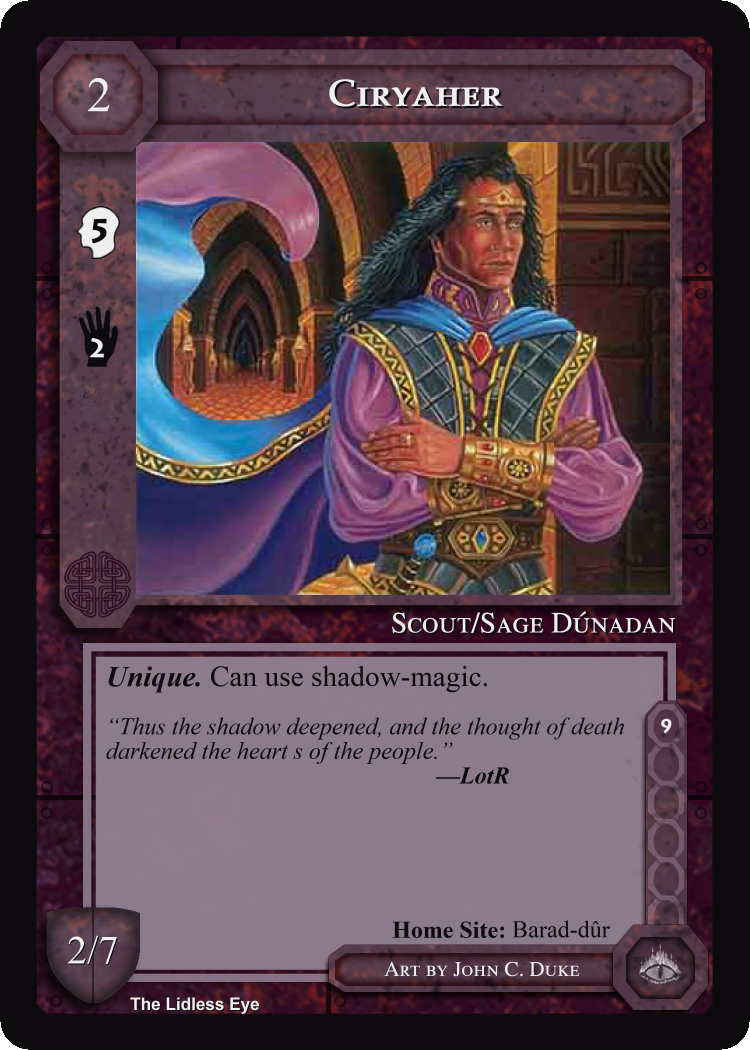 2
Ciryaher
5
2
Scout/Sage Dúnadan
Unique. Can use shadow-magic.
"Thus the shadow deepened, and the thought of death
darkened the heart s of the people."
—LotR
9
Home Site: Barad-dûr
2/7
Art by John C. Duke
The Lidless Eye